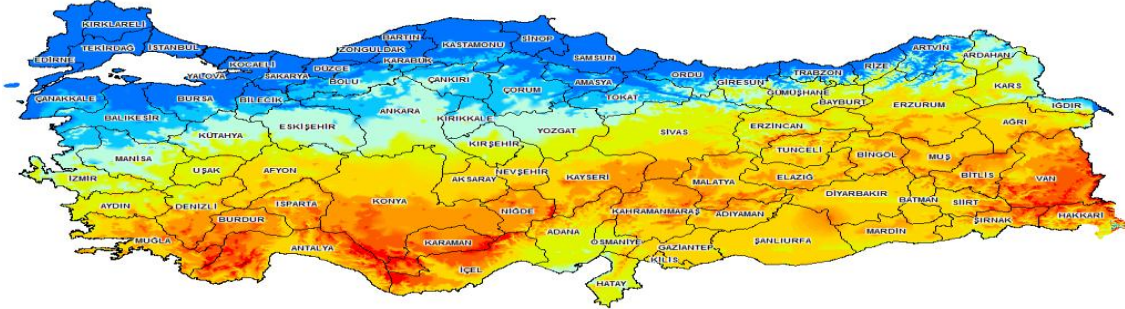 KIRKLARELİ
EDİRNE
TEKİRDAĞ
İSTANBUL
KOCAELİ
YALOVA
SAKARYA
DÜZCE
BOLU
ZONGULDAK
BARTIN
KARABÜK
KASTAMONU
SİNOP
SAMSUN
ORDU
GİRESUN
TRABZON
RİZE
ARTVİN
ARDAHAN
ÇANAKKALE
BALIKEŞİR
BURSA
BİLECİK
ANKARA
ÇANKIRI
ÇORUM
AMASYA
TOKAT
GÜMÜŞHANE
BAYBURT
ERZURUM
KARS
IĞDIR
KÜTAHYA
ESKİŞEHİR
KIRIKKALE
KIRŞEHİR
YOZGAT
SİVAS
ERZİNCAN
AĞRI
MANİSA
İZMİR
UŞAK
AFYON
AKSARAY
NEVŞEHİR
KAYSERİ
MALATYA
TUNCELİ
ELAZIĞ
BİNGÖL
MUŞ
BİTLİS
VAN
AYDIN
DENİZLİ
BURDUR
ISPARTA
KONYA
NİĞDE
KAHRAMANMARAŞ
ADIYAMAN
DİYARBAKIR
BATMAN
SİİRT
ŞIRNAK
HAKKARİ
MUĞLA
ANTALYA
KARAMAN
İÇEL
ADANA
OSMANİYE
GAZİANTEP
KİLİS
HATAY
ŞANLIURFA
MARDİN